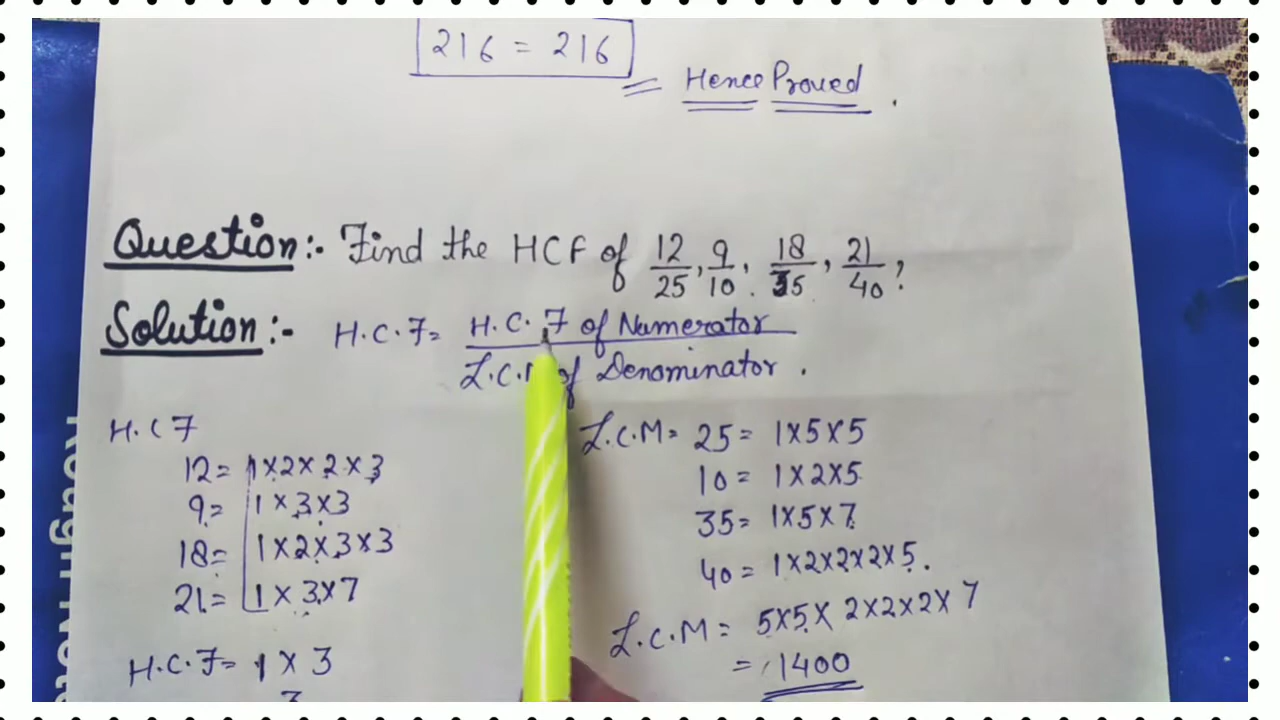 216 = 216
Hence Proved .
Question:- Find the HCF of 12/25, 9/10, 18/35, 21/40?
Solution:- H.C.F= H.C.F of Numerator
L.C.M of Denominator .
H.C F
12= 1×2×2×3
9= 1×3×3
18= 1×2×3×3
21= 1×3×7
H.C.F= 1×3
3
L.C.M= 25= 1×5×5
10= 1×2×5
35= 1×5×7
40= 1×2×2×2×5.
L.C.M= 5×5×2×2×2×7
= 1400
Rough Note